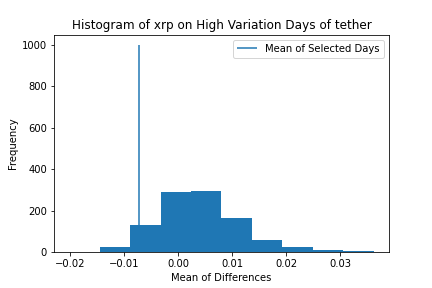 Histogram of xrp on High Variation Days of tether
Mean of Selected Days
1000
800
600
400
200
0
Frequency
−0.02 −0.01 0.00 0.01 0.02 0.03
Mean of Differences